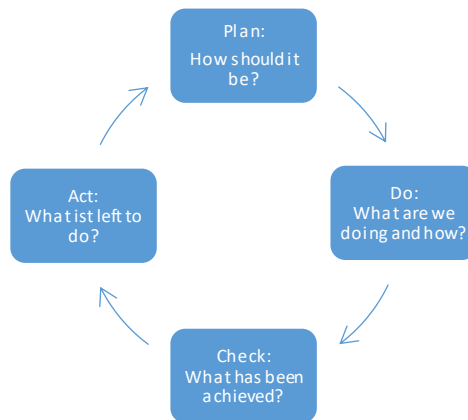 Plan:
How should it
be?
Do:
What are we
doing and how?
Check:
What has been
achieved?
Act:
What ist left to
do?